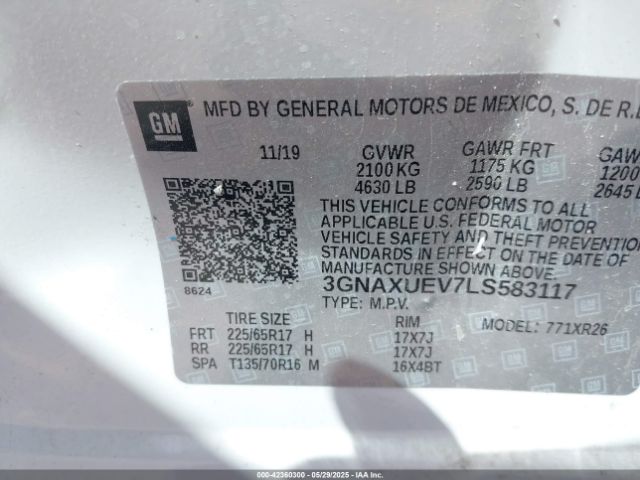 GM
MFD BY GENERAL MOTORS DE MEXICO, S. DE R.L
11/19 GVWR GAWR FRT GAW
2100 KG 1175 KG 1200
4630 LB 2590 LB 2645 L
THIS VEHICLE CONFORMS TO ALL
APPLICABLE U.S. FEDERAL MOTOR
VEHICLE SAFETY AND THEFT PREVENTION
STANDARDS IN EFFECT ON THE DATE OF
MANUFACTURE SHOWN ABOVE.
8624
3GNAXUEV7LS583117
TYPE: M.P.V.
TIRE SIZE RIM MODEL: 771XR26
FRT 225/65R17 H 17X7J
RR 225/65R17 H 17X7J
SPA T135/70R16 M 16X4BT
000-42360300 - 05/29/2025 - IAAI, INC.